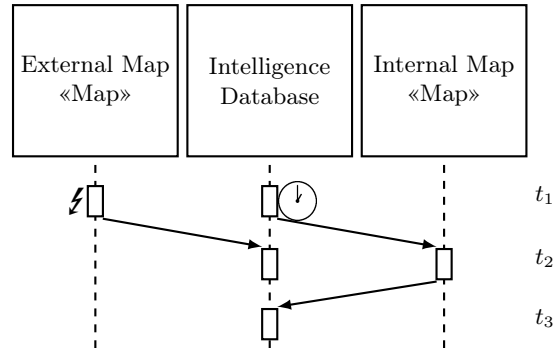 External Map
«Map»
Intelligence
Database
Internal Map
«Map»
t₁
t₂
t₃